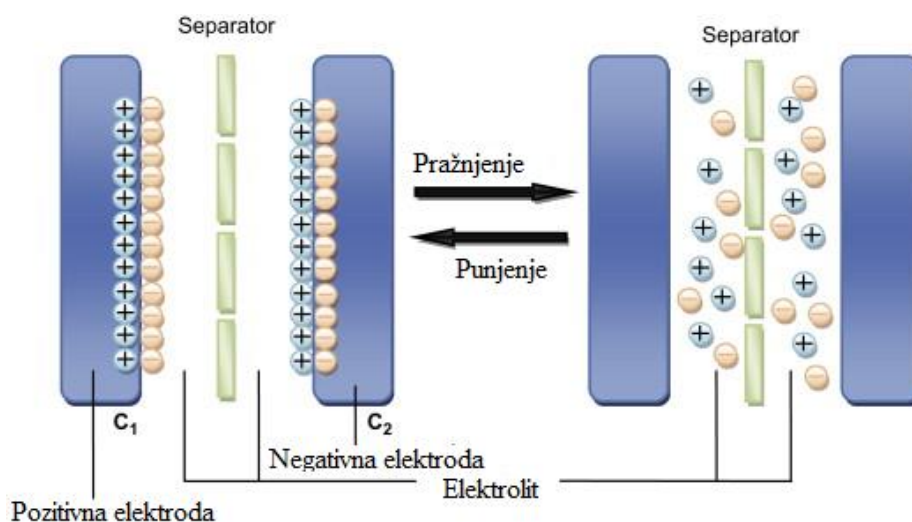 Separator
Separator
Pražnjenje
Punjenje
C₁
C₂
Negativna elektroda
Elektrolit
Pozitivna elektroda